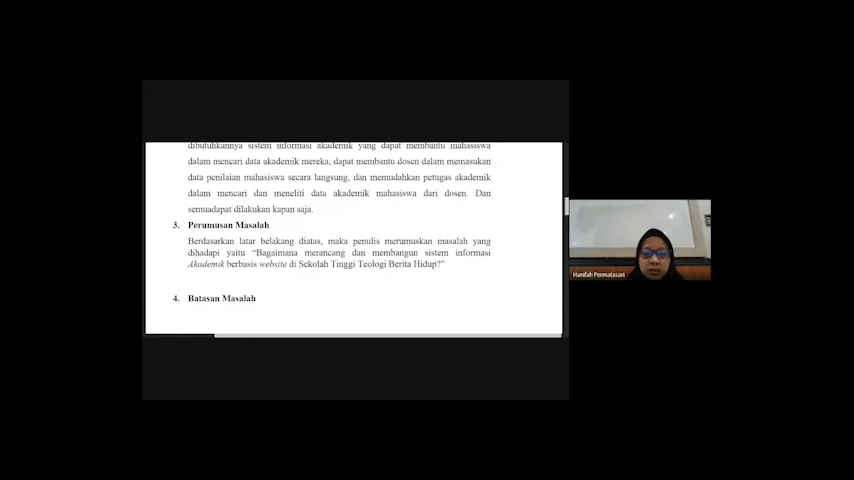 dibutuhkannya sistem informasi akademik yang dapat membantu mahasiswa
dalam mencari data akademik mereka, dapat membantu dosen dalam memasukan
data penilaian mahasiswa secara langsung, dan memudahkan petugas akademik
dalam mencari dan meneliti data akademik mahasiswa dari dosen. Dan
semuadapat dilakukan kapan saja.
3. Perumusan Masalah
Berdasarkan latar belakang diatas, maka penulis merumuskan masalah yang
dihadapi yaitu “Bagaimana merancang dan membangun sistem informasi
Akademik berbasis website di Sekolah Tinggi Teologi Berita Hidup?”
4. Batasan Masalah
Hanifah Permatasari